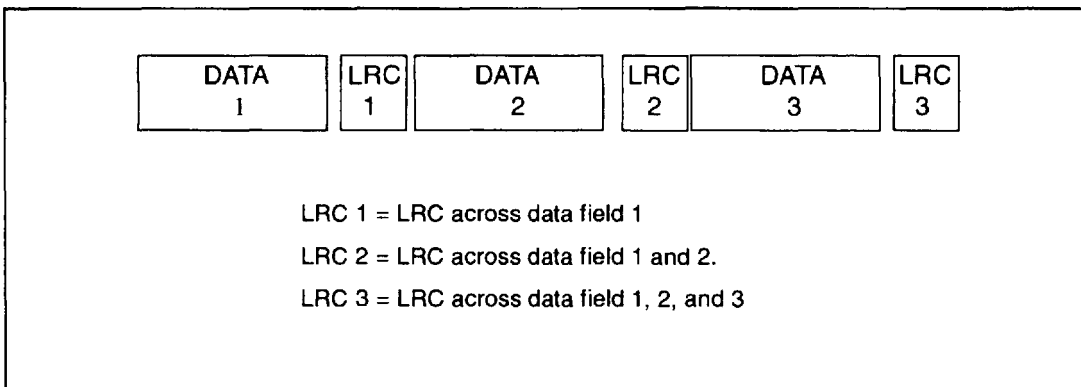 DATA LRC DATA LRC DATA LRC
1 1 2 2 3 3
LRC 1 = LRC across data field 1
LRC 2 = LRC across data field 1 and 2.
LRC 3 = LRC across data field 1, 2, and 3